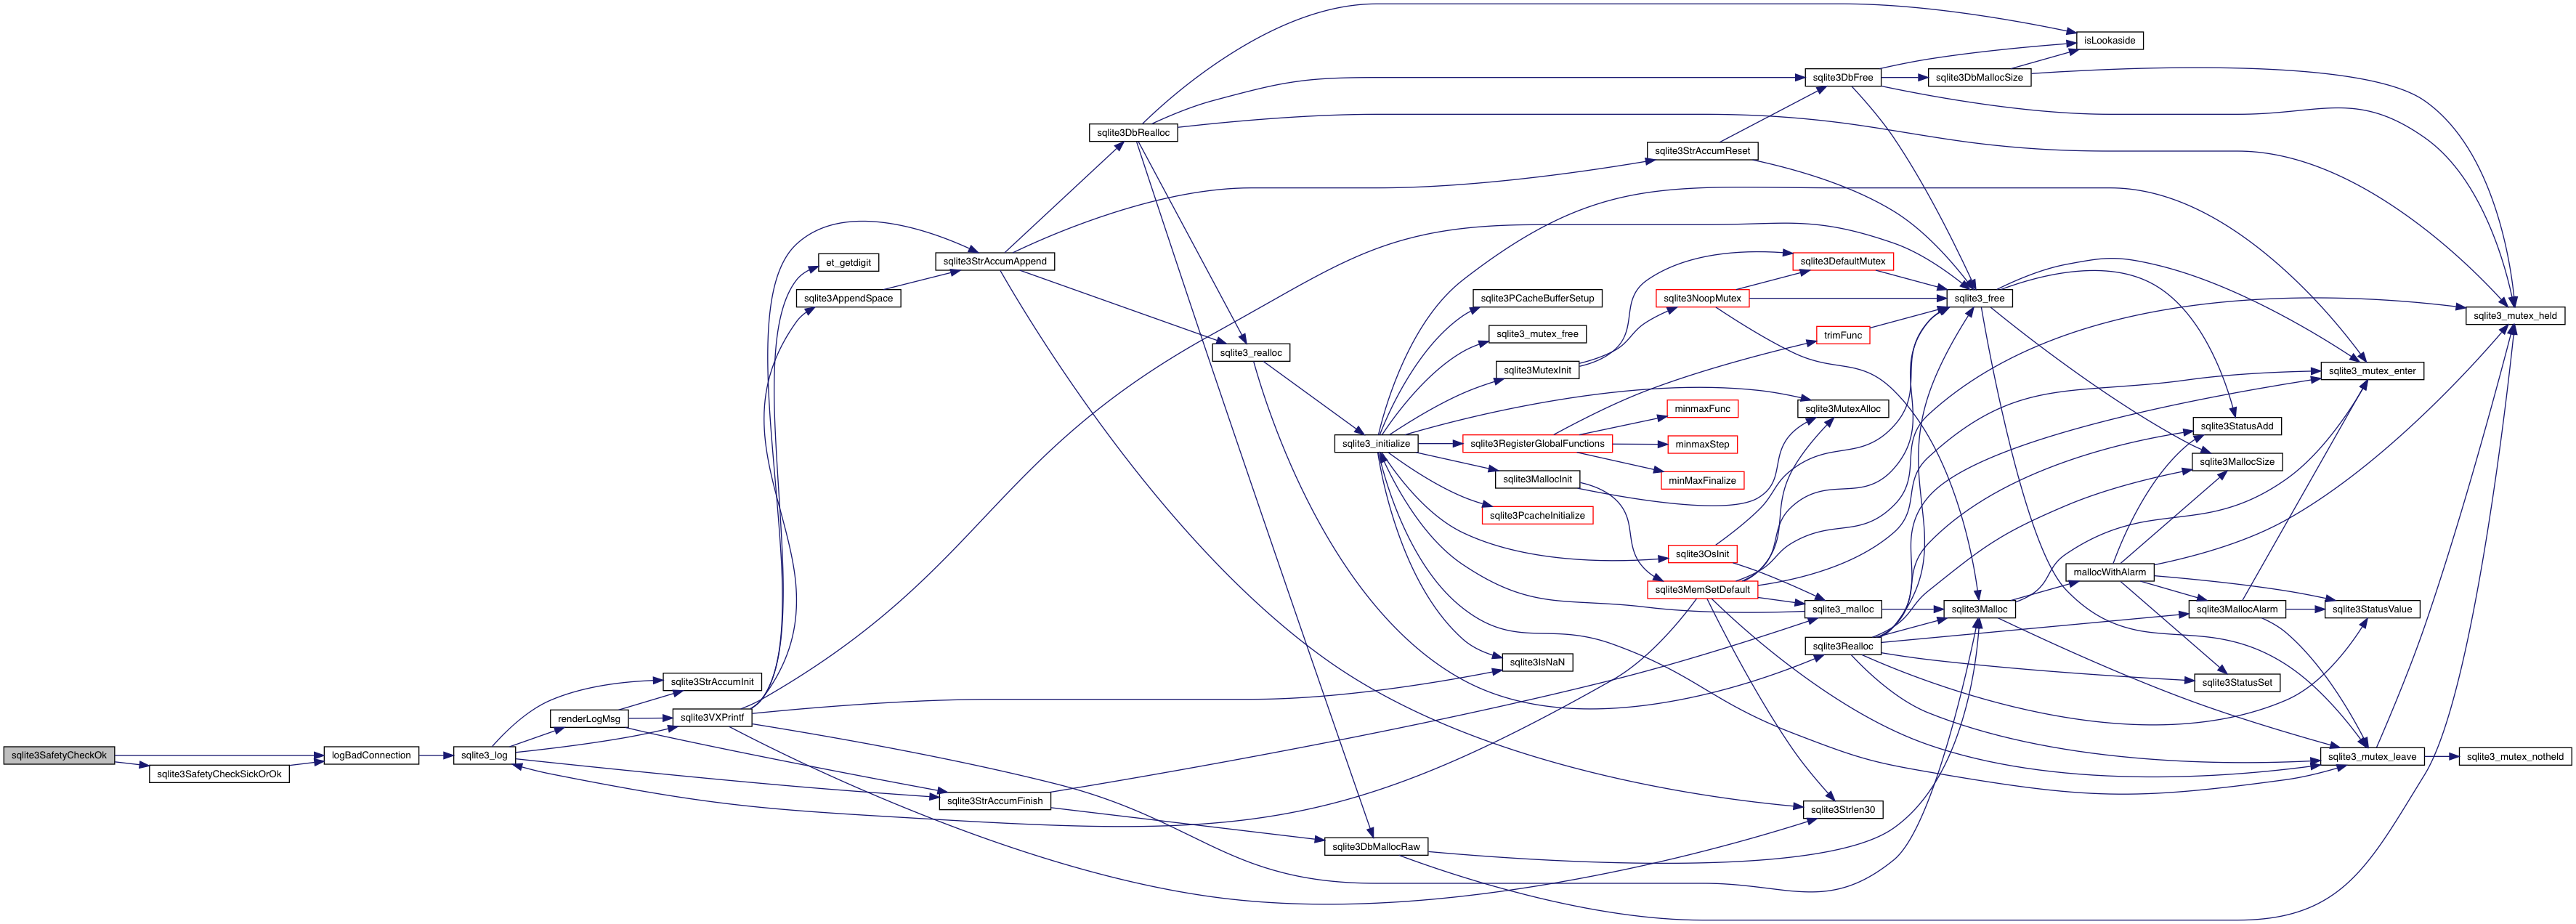 isLookaside
sqlite3DbFree
sqlite3DbMallocSize
sqlite3DbRealloc
sqlite3StrAccumReset
et_getdigit
sqlite3StrAccumAppend
sqlite3DefaultMutex
sqlite3AppendSpace
sqlite3PCacheBufferSetup
sqlite3NoopMutex
sqlite3_free
sqlite3_mutex_held
sqlite3_mutex_free
trimFunc
sqlite3_realloc
sqlite3MutexInit
sqlite3_mutex_enter
minmaxFunc
sqlite3MutexAlloc
sqlite3StatusAdd
sqlite3_initialize
sqlite3RegisterGlobalFunctions
minmaxStep
sqlite3MallocSize
sqlite3MallocInit
minMaxFinalize
sqlite3PcacheInitialize
sqlite3OsInit
mallocWithAlarm
sqlite3MemSetDefault
sqlite3_malloc
sqlite3Malloc
sqlite3MallocAlarm
sqlite3StatusValue
sqlite3Realloc
sqlite3IsNaN
sqlite3StrAccumInit
sqlite3StatusSet
renderLogMsg
sqlite3VXPrintf
sqlite3SafetyCheckOk
logBadConnection
sqlite3_log
sqlite3_mutex_leave
sqlite3_mutex_notheld
sqlite3SafetyCheckSickOrOk
sqlite3StrAccumFinish
sqlite3Strlen30
sqlite3DbMallocRaw